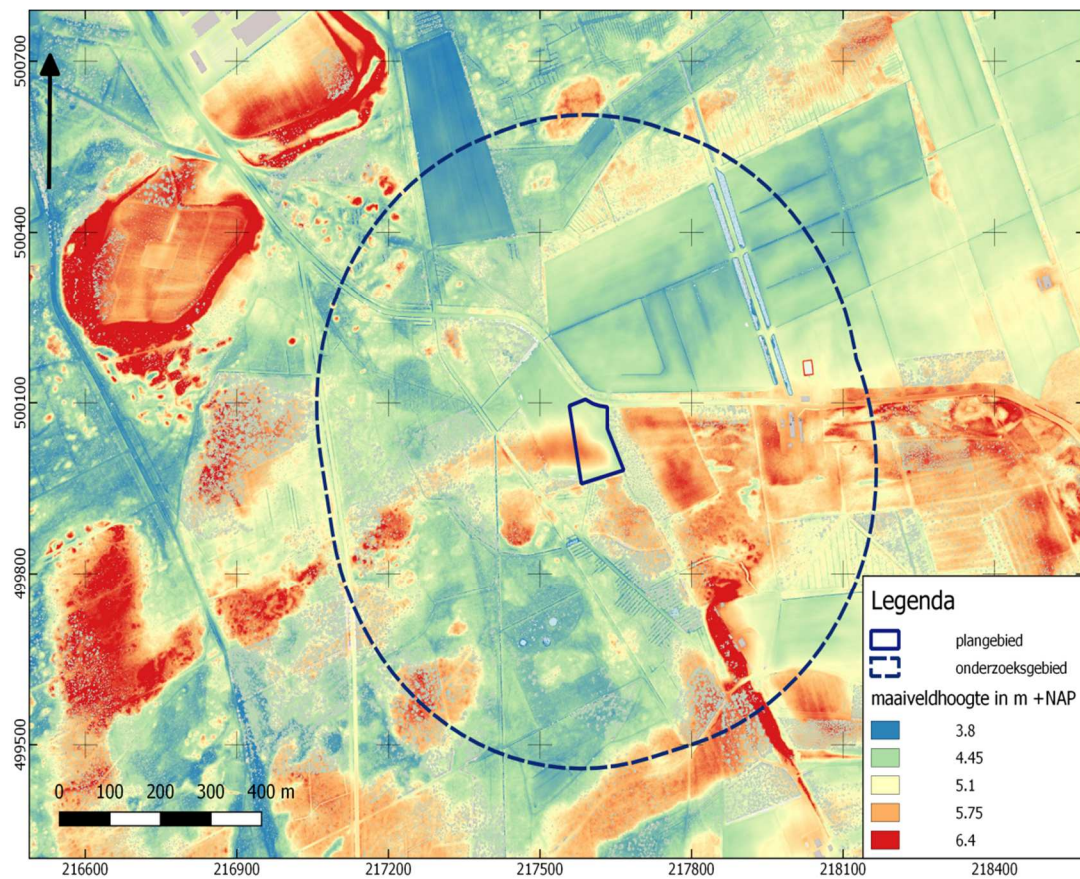 500700
500400
500100
499800
499500
Legenda
plangebied
onderzoeksgebied
maaiveldhoogte in m +NAP
3.8
4.45
5.1
5.75
6.4
0 100 200 300 400 m
216600 216900 217200 217500 217800 218100 218400